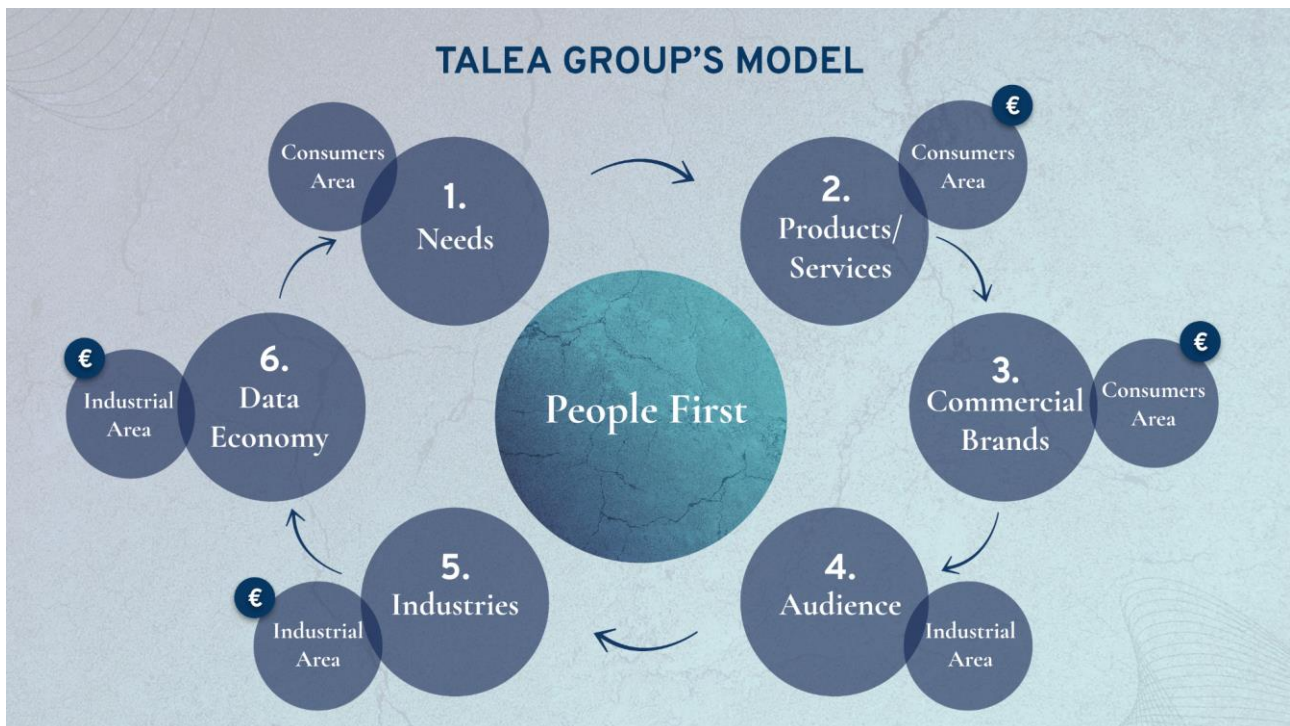 TALEA GROUP'S MODEL
Consumers
Area
1.
Needs
€
Consumers
Area
2.
Products/
Services
€
Consumers
Area
3.
Commercial
Brands
4.
Audience
Industrial
Area
5.
Industries
€
Industrial
Area
6.
Data
Economy
€
Industrial
Area
People First